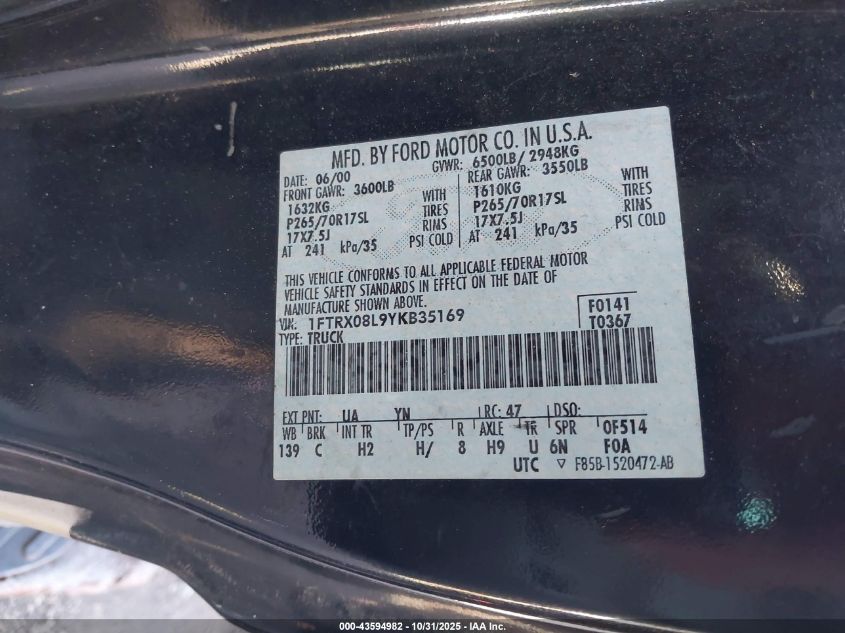 MFD. BY FORD MOTOR CO. IN U.S.A.
DATE: 06/00 GVWR: 6500LB/ 2948KG
FRONT GAWR: 3600LB REAR GAWR: 3550LB
1632KG WITH 1610KG WITH
P265/70R17SL TIRES P265/70R17SL TIRES
17X7.5J RIMS 17X7.5J RIMS
AT 241 kPa/35 PSI COLD AT 241 kPa/35 PSI COLD
THIS VEHICLE CONFORMS TO ALL APPLICABLE FEDERAL MOTOR
VEHICLE SAFETY STANDARDS IN EFFECT ON THE DATE OF
MANUFACTURE SHOWN ABOVE.
VIN: 1FTRX08L9YKB35169 F0141
TYPE: TRUCK T0367
EXT PNT: UA YN RC: 47 DSO:
WB BRK INT TR TP/PS R AXLE TR SPR 0F514
139 C H2 H/ 8 H9 U 6N F0A
UTC ▽ F85B-1520472-AB
000-43594982 - 10/31/2025 - IAA Inc.